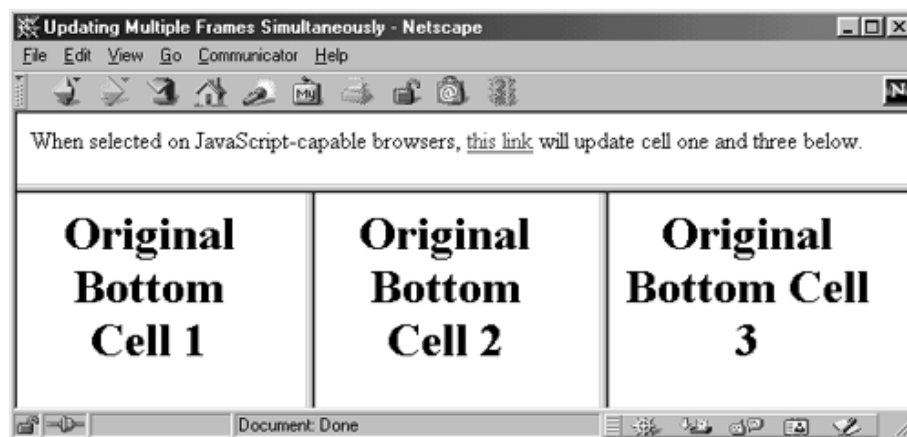 Updating Multiple Frames Simultaneously - Netscape
File Edit View Go Communicator Help
My
N
When selected on JavaScript-capable browsers, this link will update cell one and three below.
Original
Bottom
Cell 1
Original
Bottom
Cell 2
Original
Bottom Cell
3
Document: Done